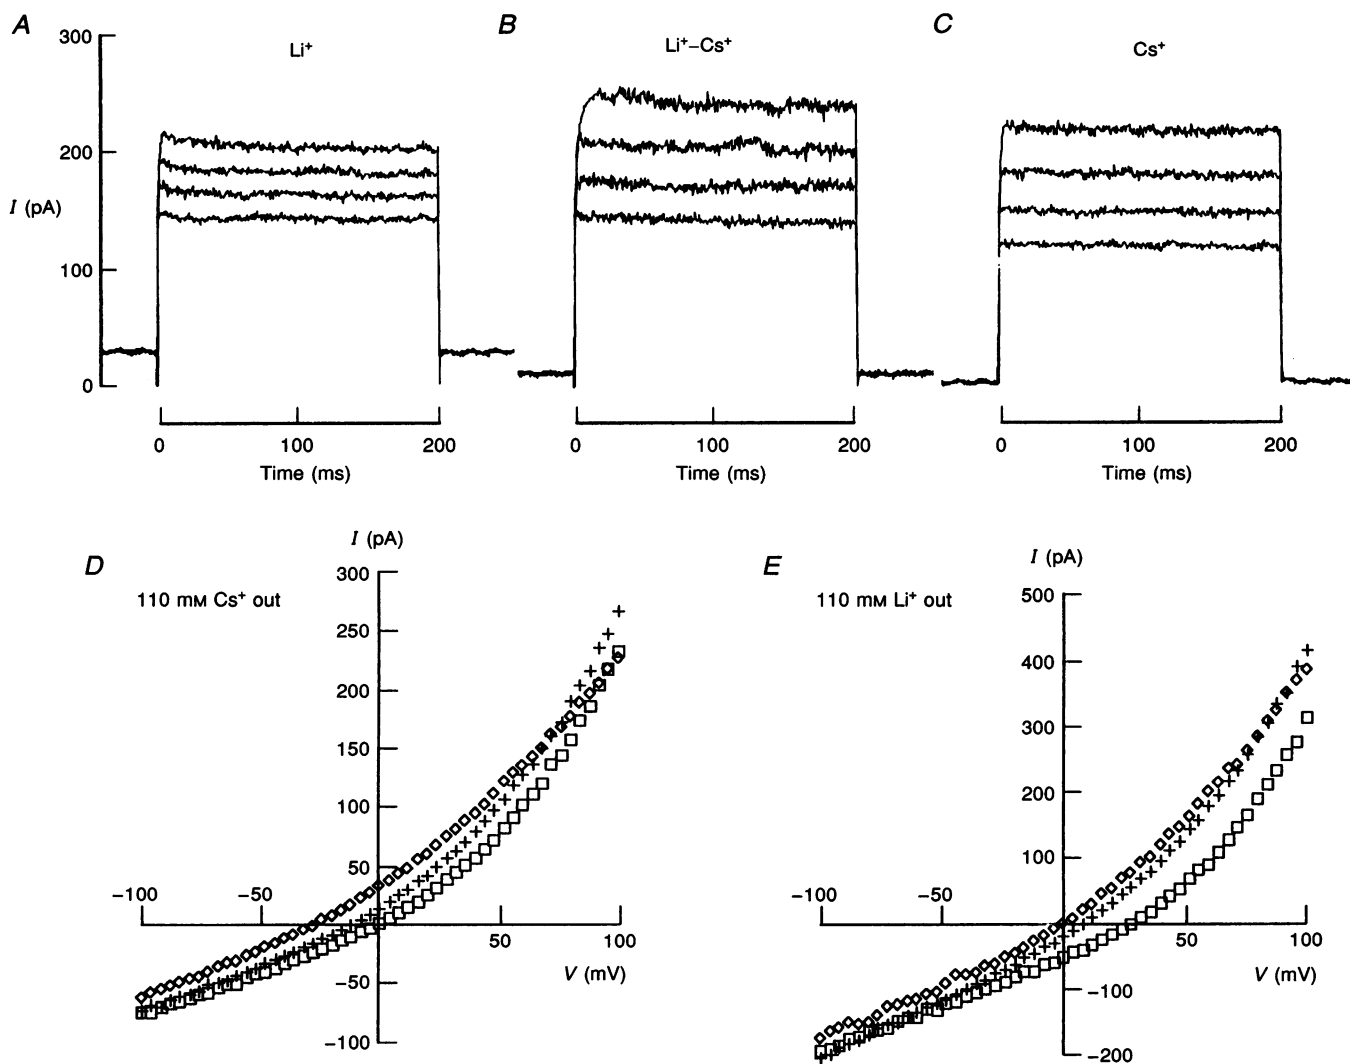 A
B
C
Li⁺
Li⁺–Cs⁺
Cs⁺
300
200
I (pA)
100
0
0 100 200
Time (ms)
0 100 200
Time (ms)
0 100 200
Time (ms)
D
110 mM Cs⁺ out
I (pA)
300
250
200
150
100
50
-100 -50
50 100
V (mV)
-50
-100
E
110 mM Li⁺ out
I (pA)
500
400
300
200
100
-100 -50
50 100
V (mV)
-100
-200